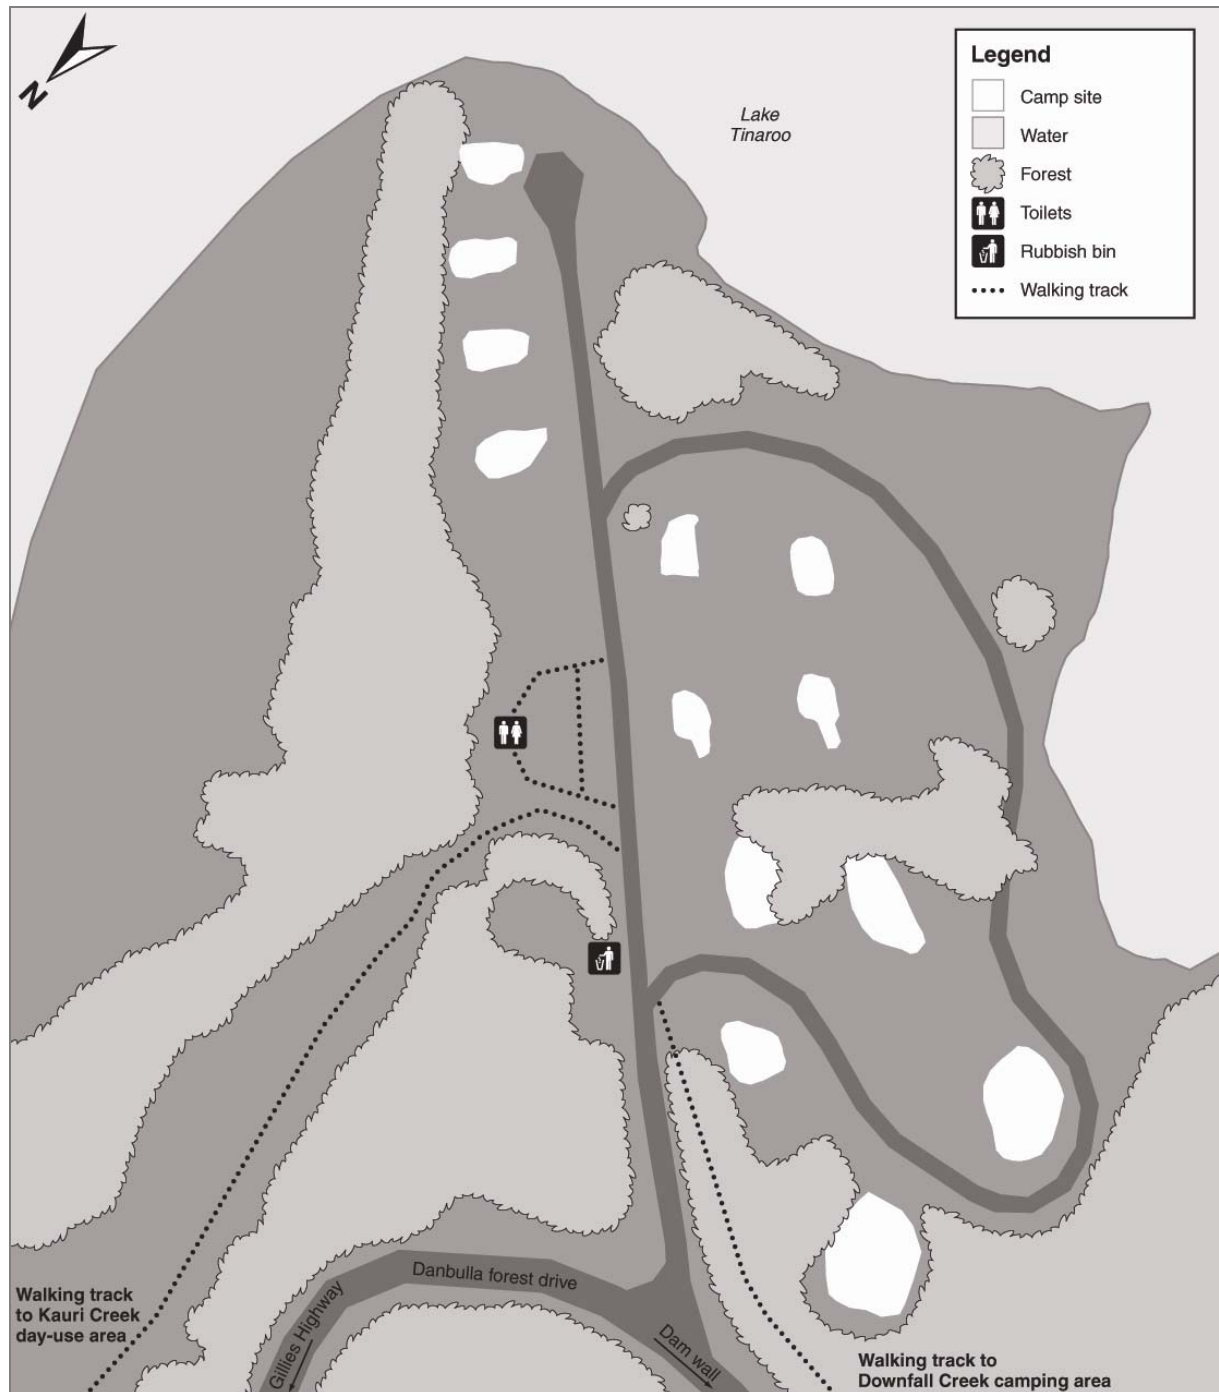 N
Lake
Tinaroo
Legend
Camp site
Water
Forest
Toilets
Rubbish bin
Walking track
Danbulla forest drive
Gillies Highway
Dam wall
Walking track
to Kauri Creek
day-use area
Walking track to
Downfall Creek camping area